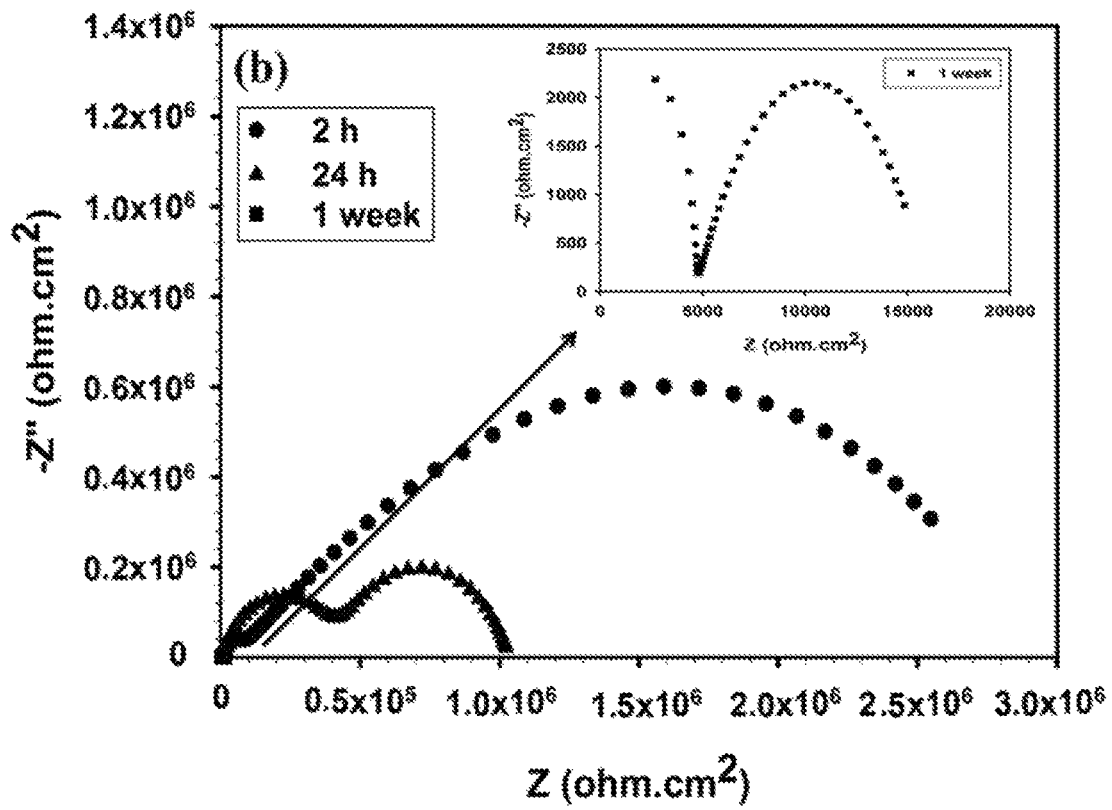 (b)
2 h
24 h
1 week
-Z'' (ohm.cm²)
1.4x10⁶
1.2x10⁶
1.0x10⁶
0.8x10⁶
0.6x10⁶
0.4x10⁶
0.2x10⁶
0
0 0.5x10⁵ 1.0x10⁶ 1.5x10⁶ 2.0x10⁶ 2.5x10⁶ 3.0x10⁶
Z (ohm.cm²)
1 week
-Z'' (ohm.cm²)
2500
2000
1500
1000
500
0
0 5000 10000 15000 20000
Z (ohm.cm²)